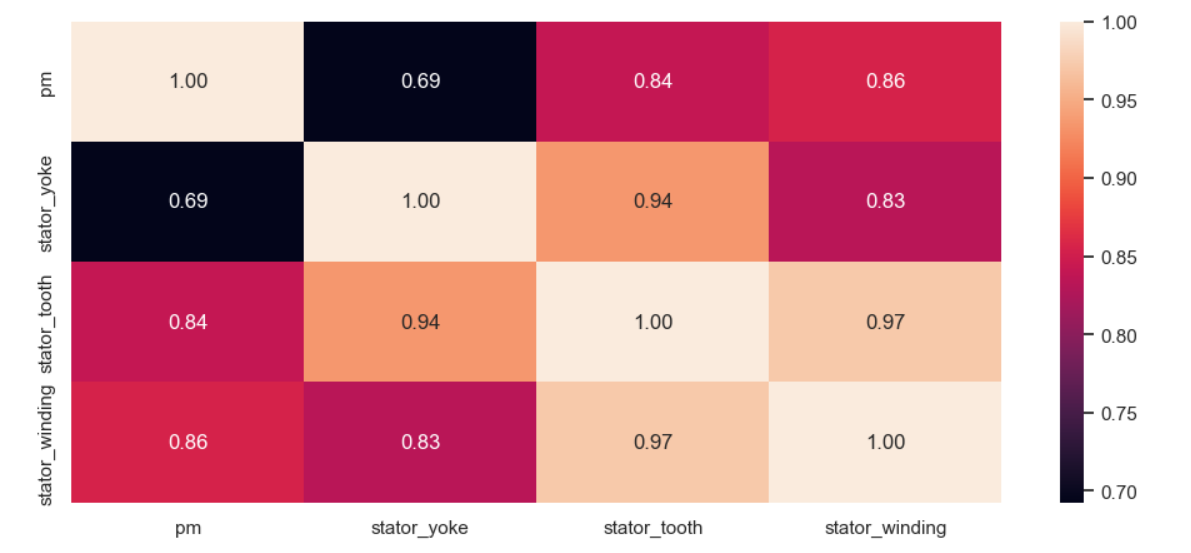 1.00
pm 1.00 0.69 0.84 0.86
0.95
0.90
stator_yoke 0.69 1.00 0.94 0.83
0.85
stator_tooth 0.84 0.94 1.00 0.97
0.80
0.75
stator_winding 0.86 0.83 0.97 1.00
0.70
pm stator_yoke stator_tooth stator_winding